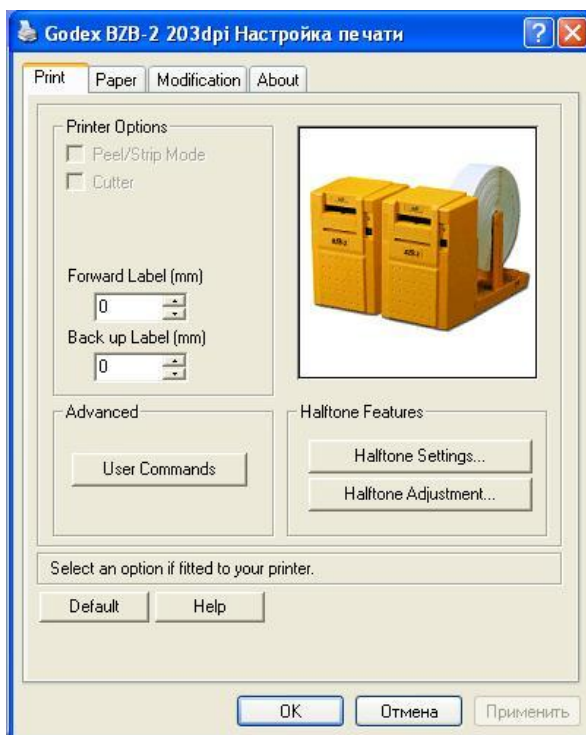 Godex BZB-2 203dpi Настройка печати
Print Paper Modification About
Printer Options
Peel/Strip Mode
Cutter
Forward Label (mm)
0
Back up Label (mm)
0
Advanced
User Commands
Halftone Features
Halftone Settings...
Halftone Adjustment...
Select an option if fitted to your printer.
Default Help
OK Отмена Применить